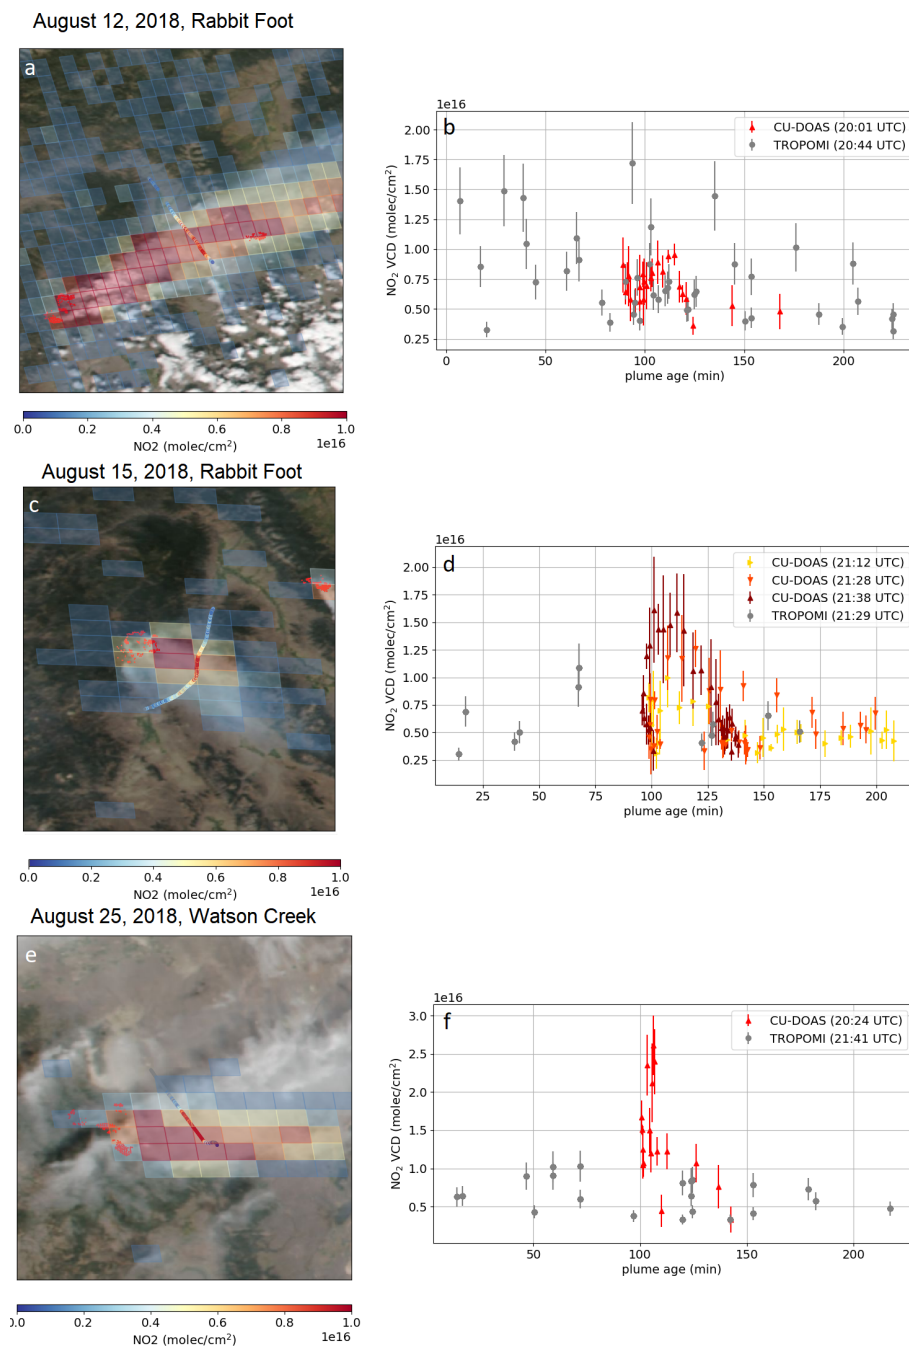 August 12, 2018, Rabbit Foot
a
0.0 0.2 0.4 0.6 0.8 1.0
1e16
NO2 (molec/cm²)
1e16
b
CU-DOAS (20:01 UTC)
TROPOMI (20:44 UTC)
2.00
1.75
1.50
1.25
1.00
0.75
0.50
0.25
NO₂ VCD (molec/cm²)
0 50 100 150 200
plume age (min)
August 15, 2018, Rabbit Foot
c
0.0 0.2 0.4 0.6 0.8 1.0
1e16
NO2 (molec/cm²)
1e16
d
CU-DOAS (21:12 UTC)
CU-DOAS (21:28 UTC)
CU-DOAS (21:38 UTC)
TROPOMI (21:29 UTC)
2.00
1.75
1.50
1.25
1.00
0.75
0.50
0.25
NO₂ VCD (molec/cm²)
25 50 75 100 125 150 175 200
plume age (min)
August 25, 2018, Watson Creek
e
0.2 0.4 0.6 0.8 1.0
1e16
NO2 (molec/cm²)
1e16
f
CU-DOAS (20:24 UTC)
TROPOMI (21:41 UTC)
3.0
2.5
2.0
1.5
1.0
0.5
NO₂ VCD (molec/cm²)
50 100 150 200
plume age (min)